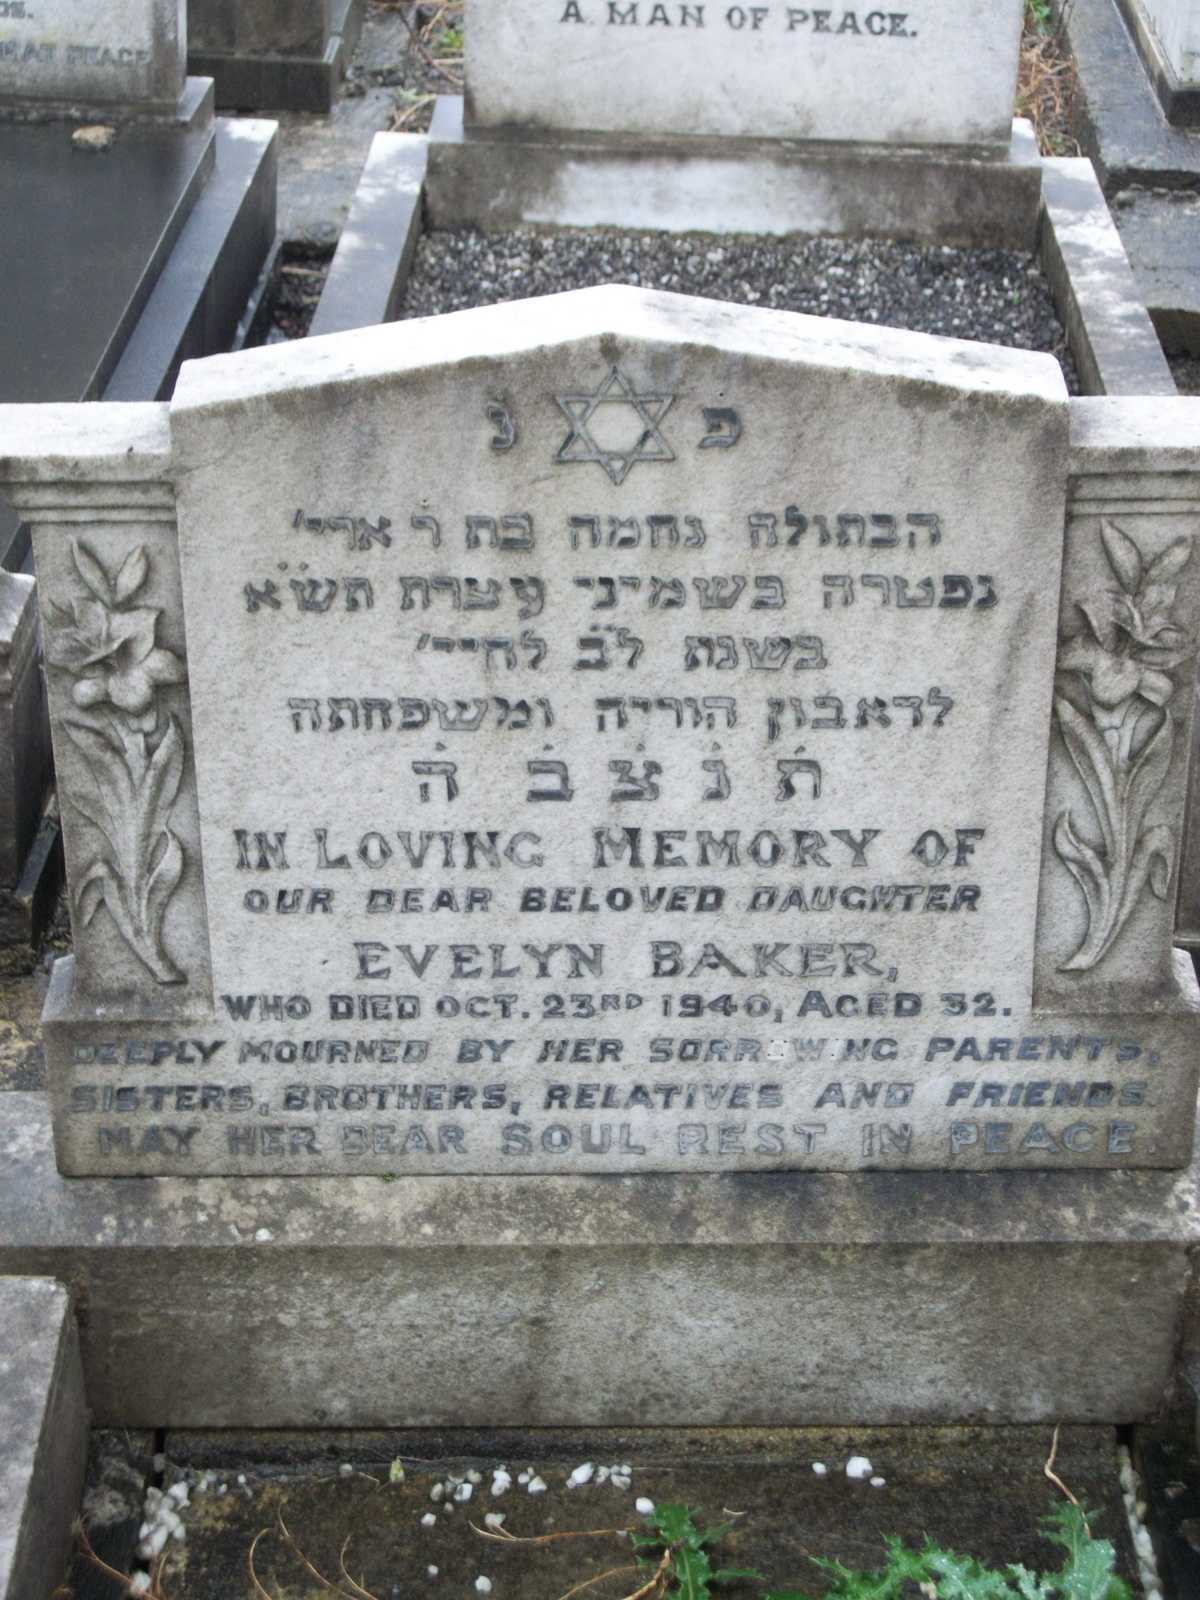 A MAN OF PEACE.
פ נ
הבתולה נחמה בת ר ארי׳
נפטרה בשמיני עצרת תש״א
בשנת ל״ב לחיי׳
לדאבון הוריה ומשפחתה
ת נ צ ב ה
IN LOVING MEMORY OF
OUR DEAR BELOVED DAUGHTER
EVELYN BAKER,
WHO DIED OCT. 23RD 1940, AGED 32.
DEEPLY MOURNED BY HER SORROWING PARENTS,
SISTERS, BROTHERS, RELATIVES AND FRIENDS.
MAY HER DEAR SOUL REST IN PEACE.